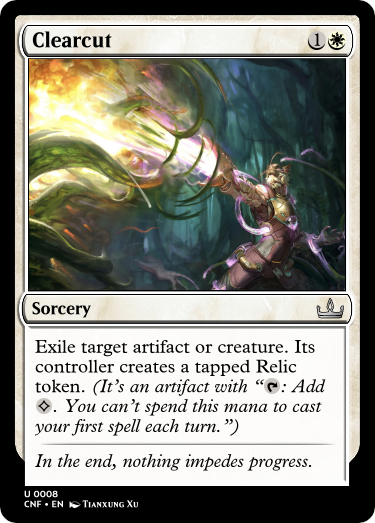 Clearcut
1
Sorcery
Exile target artifact or creature. Its
controller creates a tapped Relic
token. (It's an artifact with “: Add
. You can't spend this mana to cast
your first spell each turn.”)
In the end, nothing impedes progress.
U 0008
CNF • EN Tianxung Xu